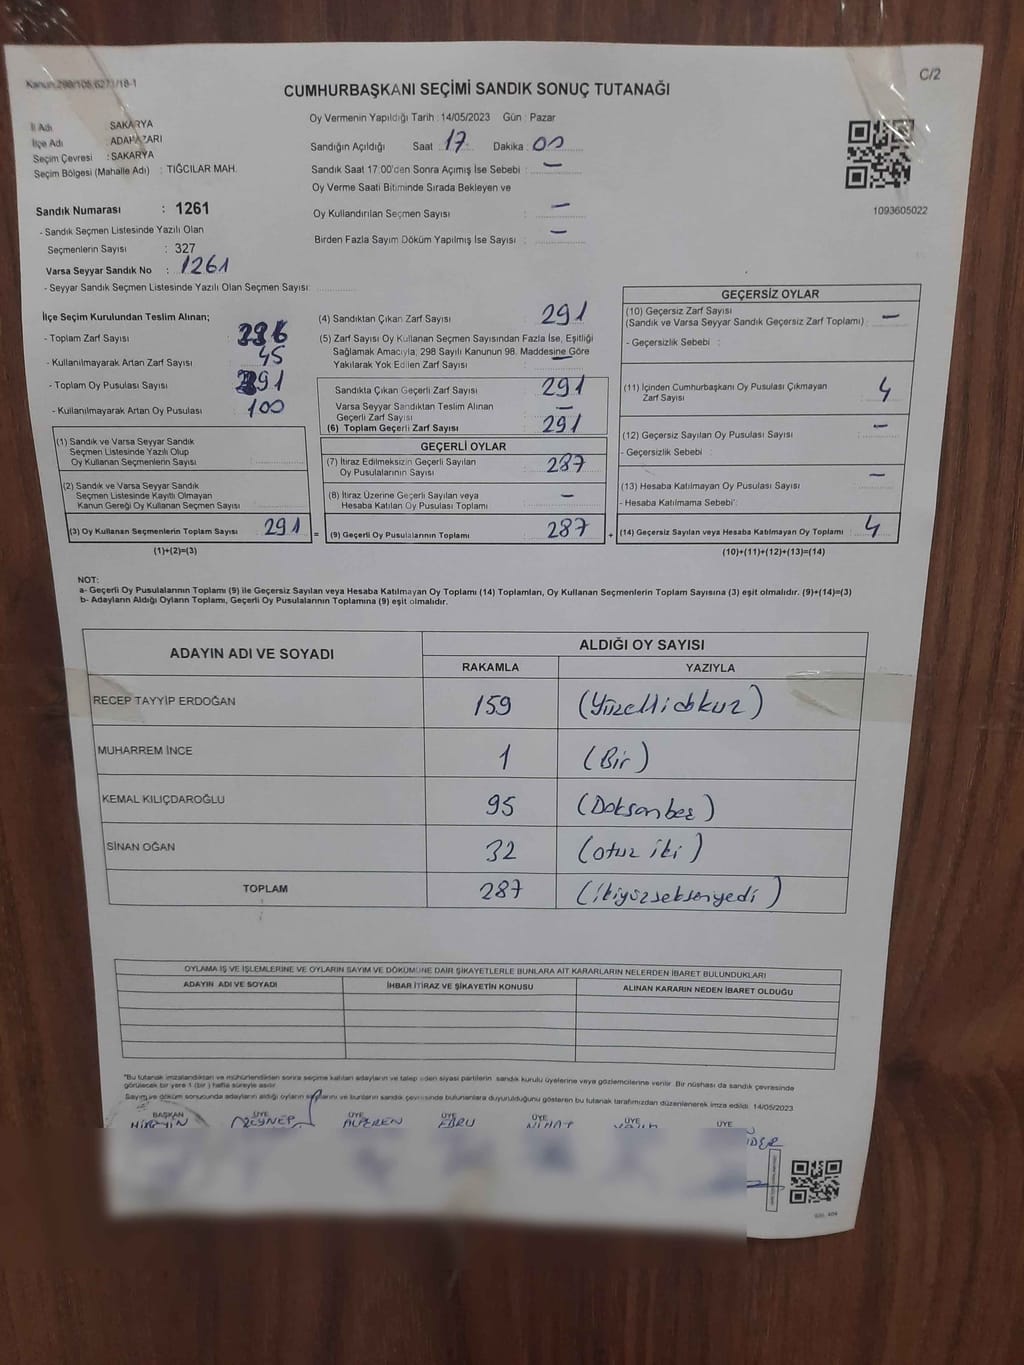 Kanun:298/105,6271/18-1
C/2
CUMHURBAŞKANI SEÇİMİ SANDIK SONUÇ TUTANAĞI
İl Adı : SAKARYA
İlçe Adı : ADAPAZARI
Seçim Çevresi : SAKARYA
Seçim Bölgesi (Mahalle Adı) : TIĞCILAR MAH.
Oy Vermenin Yapıldığı Tarih : 14/05/2023 Gün : Pazar
Sandığın Açıldığı Saat : 17 Dakika : 00
Sandık Saat 17:00'den Sonra Açımış İse Sebebi : —
Oy Verme Saati Bitiminde Sırada Bekleyen ve
Oy Kullandırılan Seçmen Sayısı : —
Birden Fazla Sayım Döküm Yapılmış İse Sayısı : —
1093605022
Sandık Numarası : 1261
- Sandık Seçmen Listesinde Yazılı Olan
Seçmenlerin Sayısı : 327
Varsa Seyyar Sandık No : 1261
- Seyyar Sandık Seçmen Listesinde Yazılı Olan Seçmen Sayısı:
İlçe Seçim Kurulundan Teslim Alınan;
- Toplam Zarf Sayısı :
- Kullanılmayarak Artan Zarf Sayısı : 45
- Toplam Oy Pusulası Sayısı : 391
- Kullanılmayarak Artan Oy Pusulası : 100
(1) Sandık ve Varsa Seyyar Sandık
Seçmen Listesinde Yazılı Olup
Oy Kullanan Seçmenlerin Sayısı :
(2) Sandık ve Varsa Seyyar Sandık
Seçmen Listesinde Kayıtlı Olmayan
Kanun Gereği Oy Kullanan Seçmen Sayısı :
(3) Oy Kullanan Seçmenlerin Toplam Sayısı : 291
(1)+(2)=(3)
(4) Sandıktan Çıkan Zarf Sayısı : 291
(5) Zarf Sayısı Oy Kullanan Seçmen Sayısından Fazla İse, Eşitliği
Sağlamak Amacıyla; 298 Sayılı Kanunun 98. Maddesine Göre
Yakılarak Yok Edilen Zarf Sayısı : —
Sandıkta Çıkan Geçerli Zarf Sayısı : 291
Varsa Seyyar Sandıktan Teslim Alınan
Geçerli Zarf Sayısı : —
(6) Toplam Geçerli Zarf Sayısı : 291
GEÇERLİ OYLAR
(7) İtiraz Edilmeksizin Geçerli Sayılan
Oy Pusulalarının Sayısı : 287
(8) İtiraz Üzerine Geçerli Sayılan veya
Hesaba Katılan Oy Pusulası Toplamı : —
= (9) Geçerli Oy Pusulalarının Toplamı : 287
GEÇERSİZ OYLAR
(10) Geçersiz Zarf Sayısı
(Sandık ve Varsa Seyyar Sandık Geçersiz Zarf Toplamı) : —
- Geçersizlik Sebebi :
(11) İçinden Cumhurbaşkanı Oy Pusulası Çıkmayan
Zarf Sayısı : 4
(12) Geçersiz Sayılan Oy Pusulası Sayısı : —
- Geçersizlik Sebebi :
(13) Hesaba Katılmayan Oy Pusulası Sayısı : —
- Hesaba Katılmama Sebebi :
+ (14) Geçersiz Sayılan veya Hesaba Katılmayan Oy Toplamı : 4
(10)+(11)+(12)+(13)=(14)
NOT:
a- Geçerli Oy Pusulalarının Toplamı (9) ile Geçersiz Sayılan veya Hesaba Katılmayan Oy Toplamı (14) Toplamları, Oy Kullanan Seçmenlerin Toplam Sayısına (3) eşit olmalıdır. (9)+(14)=(3)
b- Adayların Aldığı Oyların Toplamı, Geçerli Oy Pusulalarının Toplamına (9) eşit olmalıdır.
ADAYIN ADI VE SOYADI ALDIĞI OY SAYISI
RAKAMLA YAZIYLA
RECEP TAYYİP ERDOĞAN 159 (Yüzellidokuz)
MUHARREM İNCE 1 (Bir)
KEMAL KILIÇDAROĞLU 95 (Doksanbeş)
SİNAN OĞAN 32 (otuz iki)
TOPLAM 287 (ikiyüzseksenyedi)
OYLAMA İŞ VE İŞLEMLERİNE VE OYLARIN SAYIM VE DÖKÜMÜNE DAİR ŞİKAYETLERLE BUNLARA AİT KARARLARIN NELERDEN İBARET BULUNDUKLARI
ADAYIN ADI VE SOYADI İHBAR İTİRAZ VE ŞİKAYETİN KONUSU ALINAN KARARIN NEDEN İBARET OLDUĞU
*Bu tutanak imzalandıktan ve mühürlendikten sonra seçime katılan adayların ve talep eden siyasi partilerin sandık kurulu üyelerine veya gözlemcilerine verilir. Bir nüshası da sandık çevresinde
görülecek bir yere 1 (bir) hafta süreyle asılır.
Sayım ve döküm sonucunda adayların aldığı oyların sayılarını ve bunların sandık çevresinde bulunanlara duyurulduğunu gösteren bu tutanak tarafımızdan düzenlenerek imza edildi. 14/05/2023
BAŞKAN ÜYE ÜYE ÜYE ÜYE ÜYE ÜYE
ZEYNEP ALPEREN EBRU NİHAT